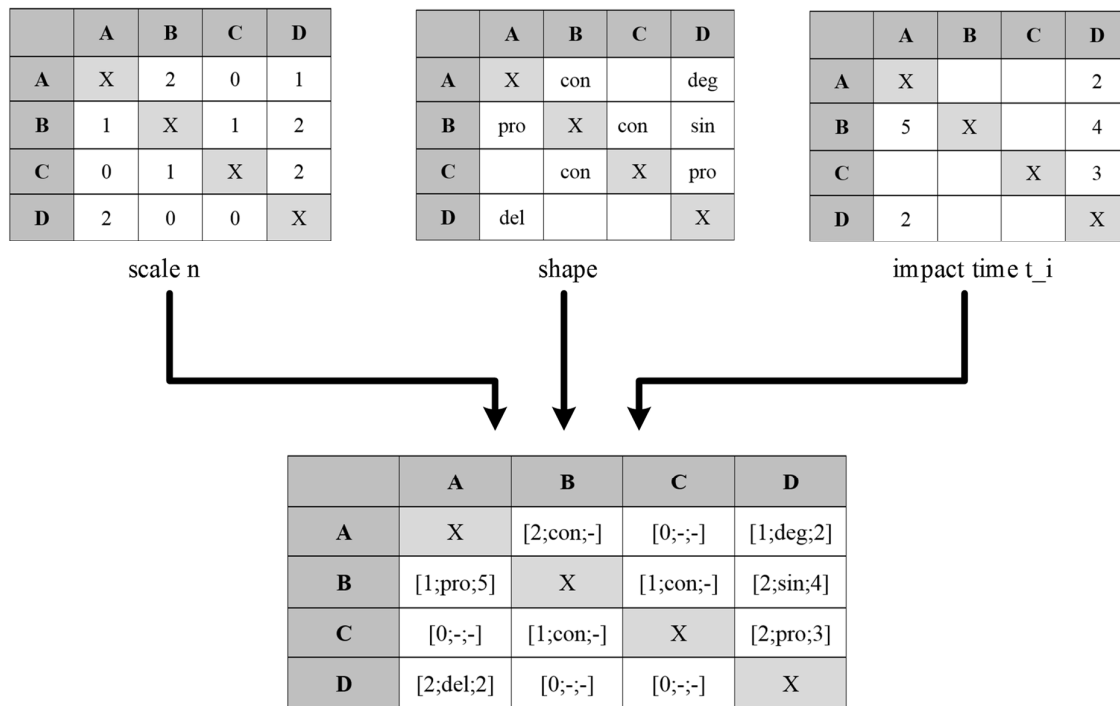 A B C D
A X 2 0 1
B 1 X 1 2
C 0 1 X 2
D 2 0 0 X
scale n
A B C D
A X con deg
B pro X con sin
C con X pro
D del X
shape
A B C D
A X 2
B 5 X 4
C X 3
D 2 X
impact time t_i
A B C D
A X [2;con;-] [0;-;-] [1;deg;2]
B [1;pro;5] X [1;con;-] [2;sin;4]
C [0;-;-] [1;con;-] X [2;pro;3]
D [2;del;2] [0;-;-] [0;-;-] X